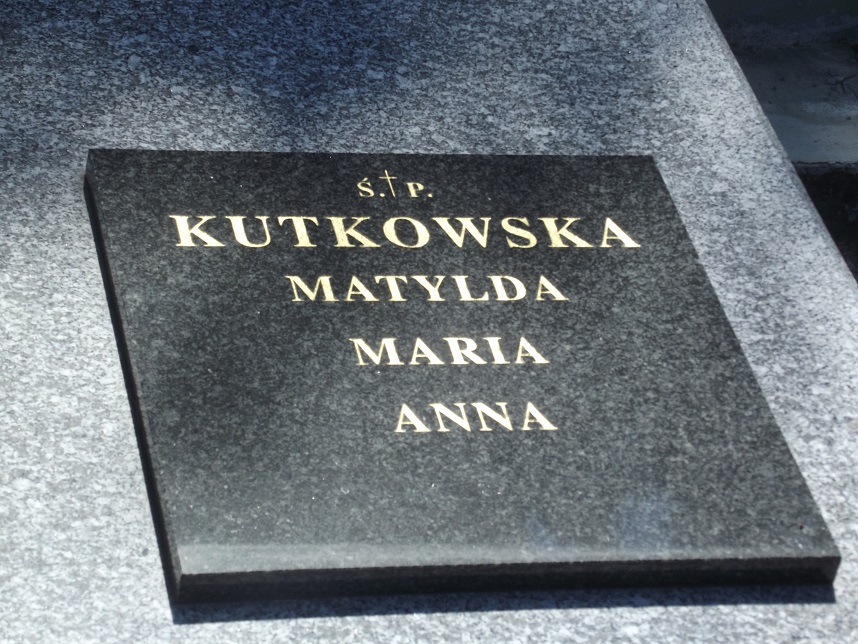 Ś.†P.
KUTKOWSKA
MATYLDA
MARIA
ANNA